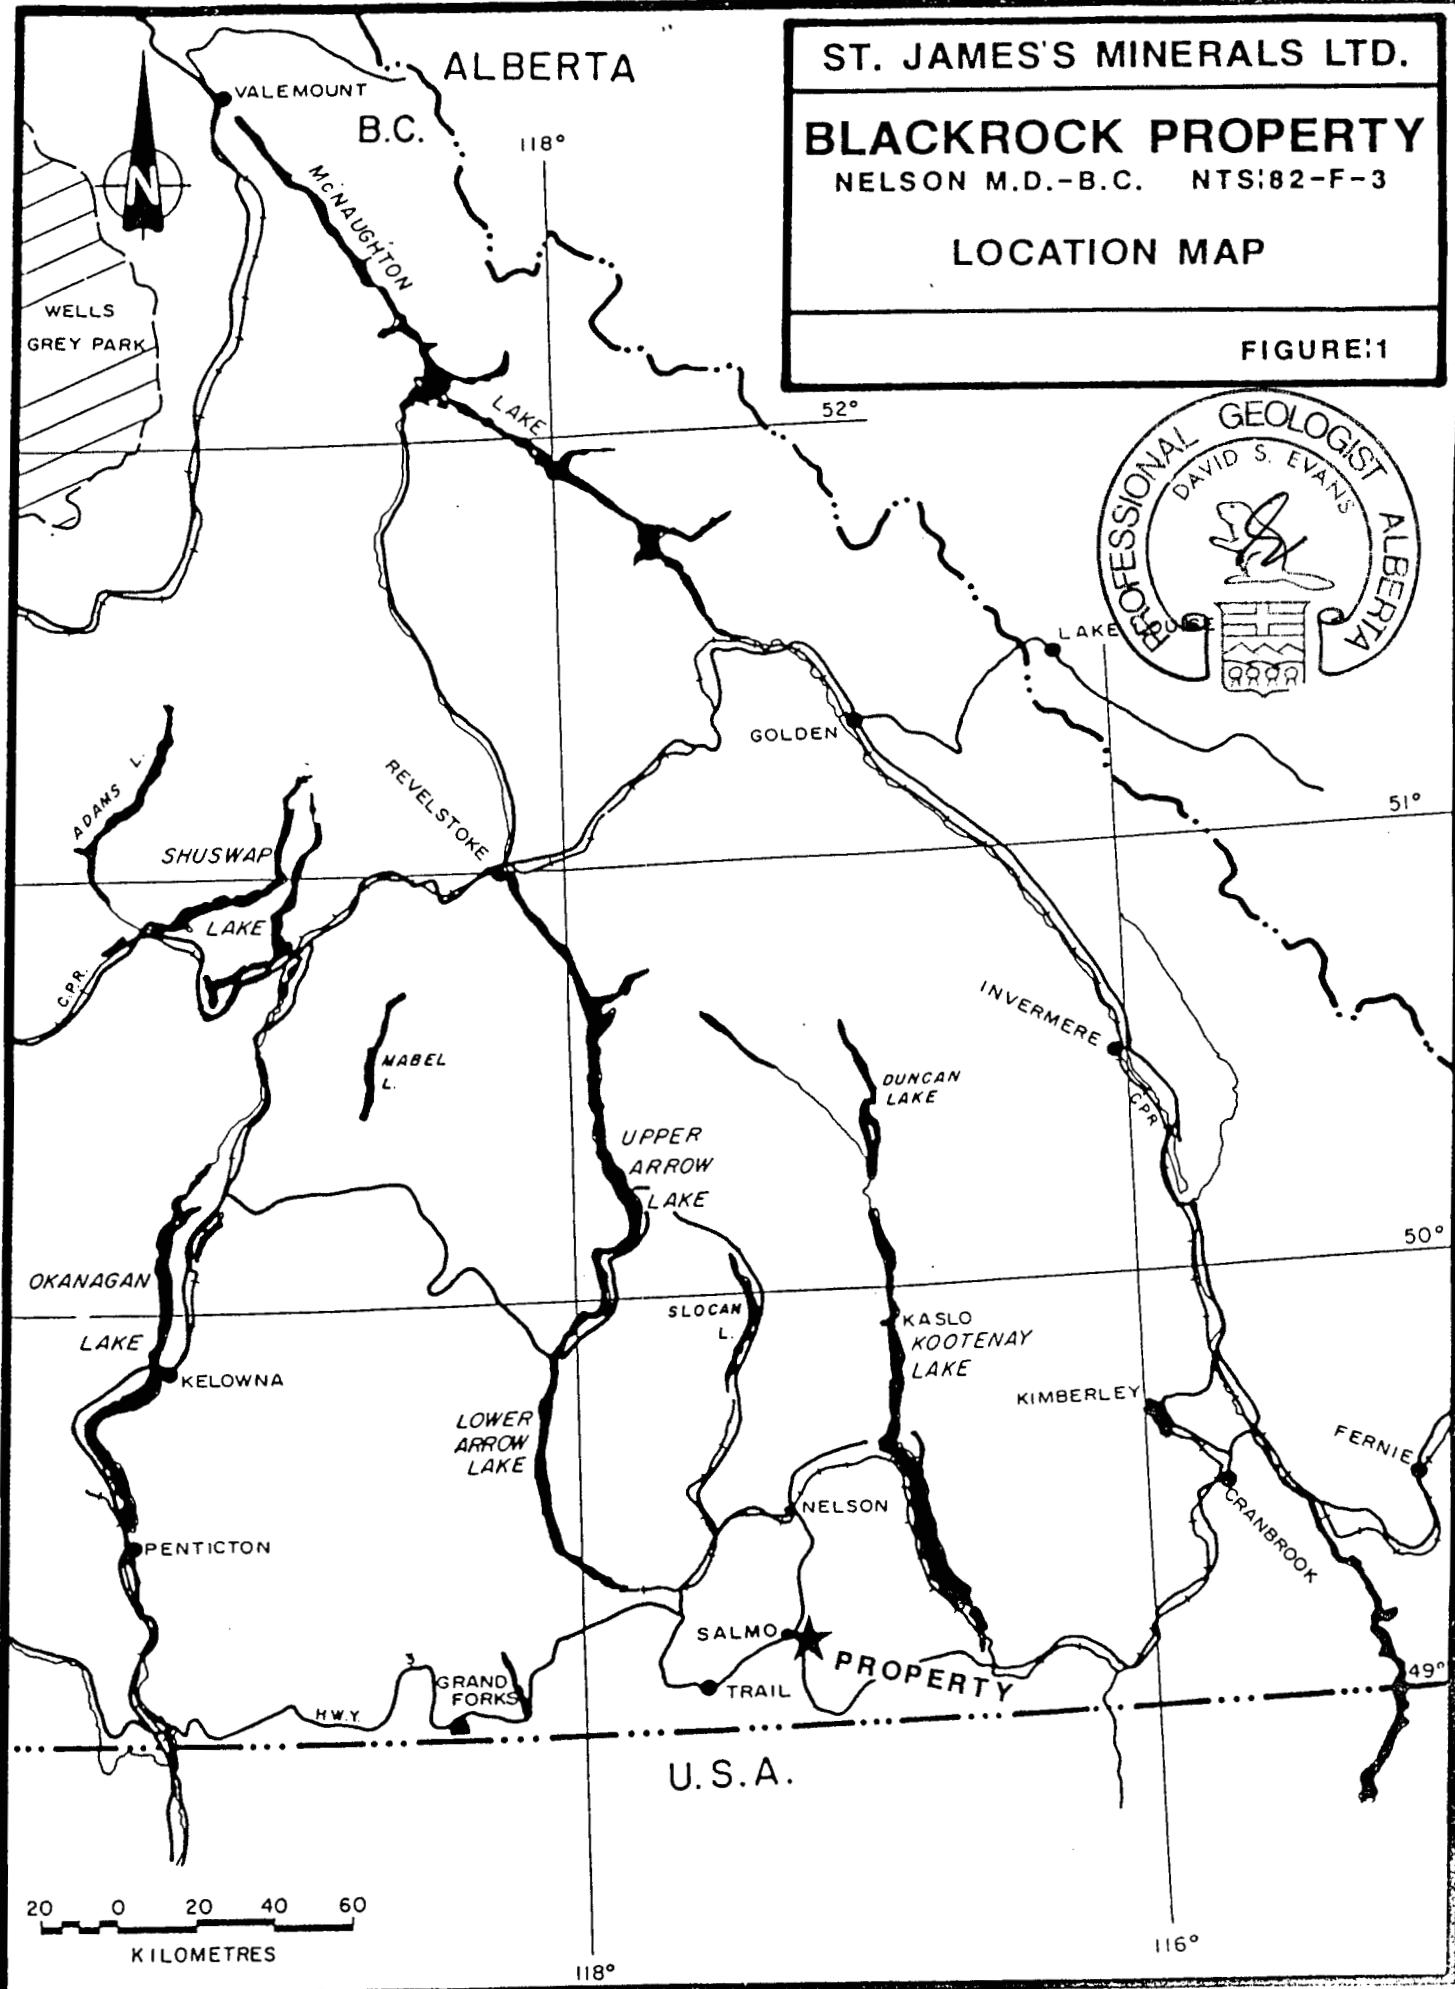 ALBERTA
B.C.
118°
VALEMOUNT
N
McNAUGHTON
LAKE
WELLS
GREY PARK
ST. JAMES'S MINERALS LTD.
BLACKROCK PROPERTY
NELSON M.D.-B.C. NTS:82-F-3
LOCATION MAP
FIGURE:1
52°
PROFESSIONAL GEOLOGIST ALBERTA
DAVID S. EVANS
LAKE LOUISE
GOLDEN
REVELSTOKE
51°
ADAMS L.
SHUSWAP
LAKE
C.P.R.
MABEL
L.
INVERMERE
CPR
DUNCAN
LAKE
UPPER
ARROW
LAKE
50°
OKANAGAN
LAKE
SLOCAN
L.
KASLO
KOOTENAY
LAKE
KELOWNA
KIMBERLEY
LOWER
ARROW
LAKE
FERNIE
NELSON
CRANBROOK
PENTICTON
SALMO
PROPERTY
TRAIL
3
GRAND
FORKS
H.W.Y.
49°
U.S.A.
20 0 20 40 60
KILOMETRES
118°
116°